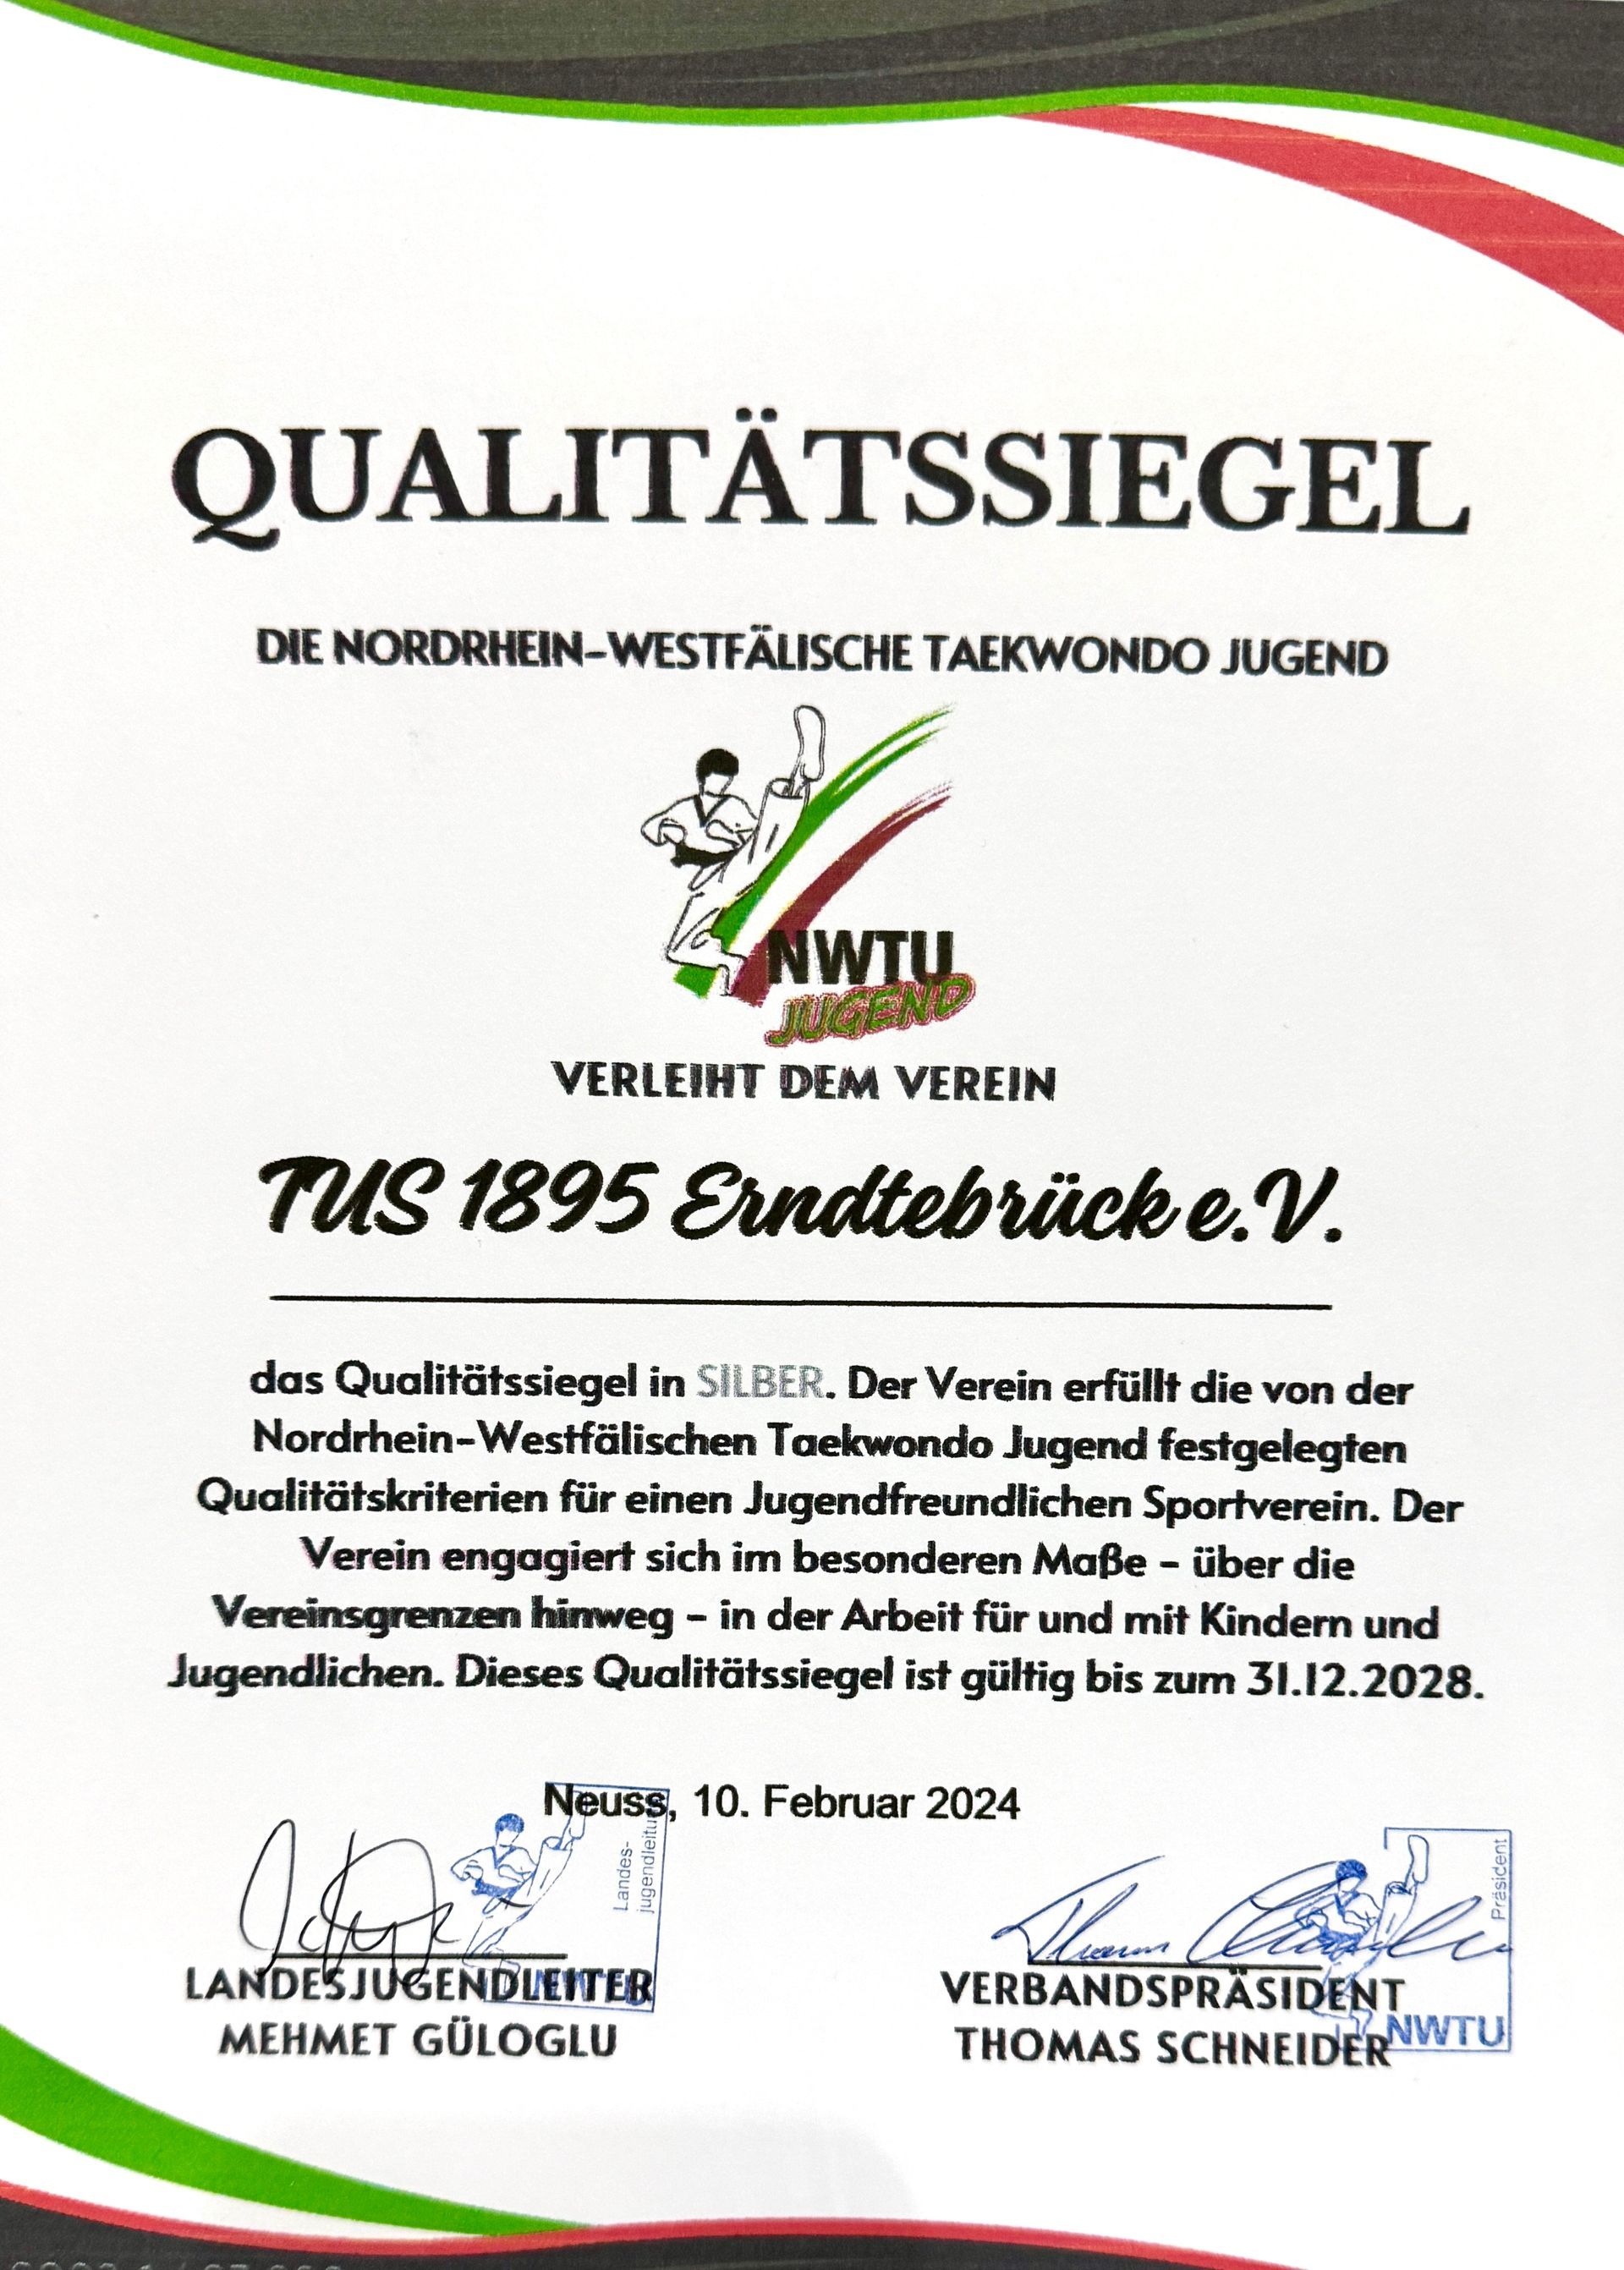 QUALITÄTSSIEGEL
DIE NORDRHEIN-WESTFÄLISCHE TAEKWONDO JUGEND
NWTU
JUGEND
VERLEIHT DEM VEREIN
TUS 1895 Erndtebrück e.V.
das Qualitätssiegel in SILBER. Der Verein erfüllt die von der
Nordrhein-Westfälischen Taekwondo Jugend festgelegten
Qualitätskriterien für einen Jugendfreundlichen Sportverein. Der
Verein engagiert sich im besonderen Maße - über die
Vereinsgrenzen hinweg - in der Arbeit für und mit Kindern und
Jugendlichen. Dieses Qualitätssiegel ist gültig bis zum 31.12.2028.
Neuss, 10. Februar 2024
Landes-
jugendleitung
NWTU
LANDESJUGENDLEITER
MEHMET GÜLOGLU
Präsident
NWTU
VERBANDSPRÄSIDENT
THOMAS SCHNEIDER